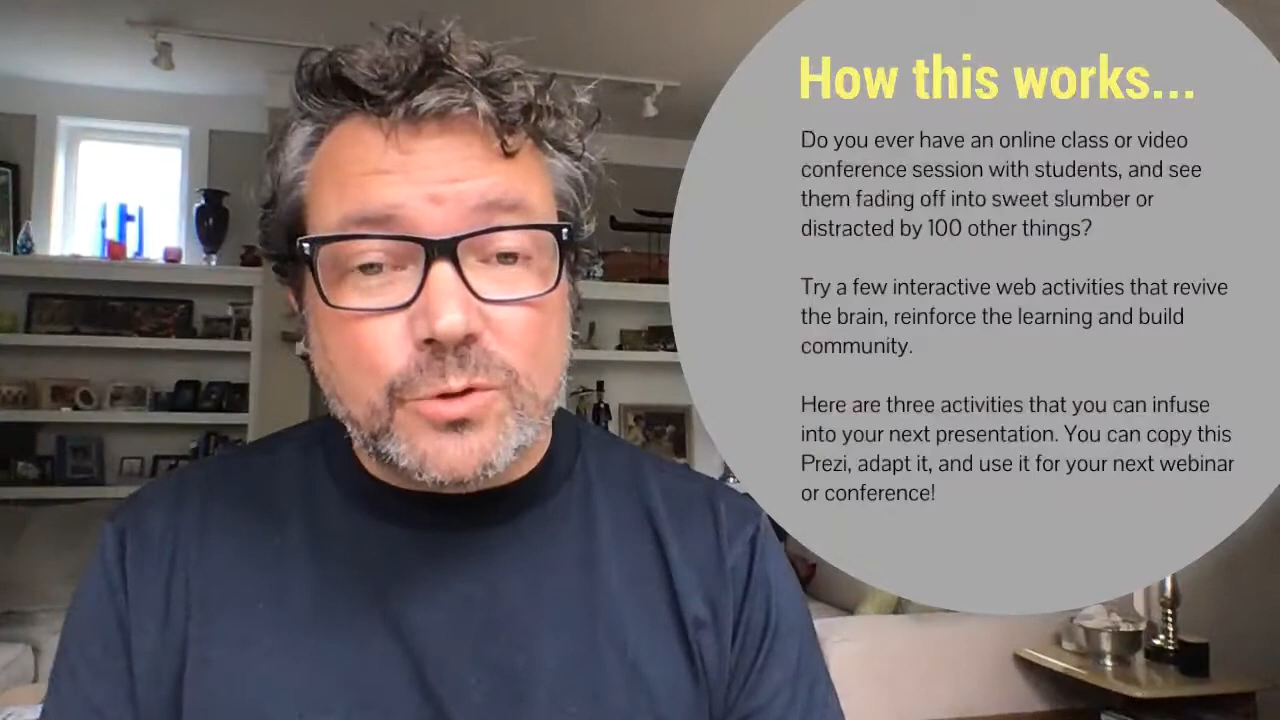 How this works...
Do you ever have an online class or video
conference session with students, and see
them fading off into sweet slumber or
distracted by 100 other things?
Try a few interactive web activities that revive
the brain, reinforce the learning and build
community.
Here are three activities that you can infuse
into your next presentation. You can copy this
Prezi, adapt it, and use it for your next webinar
or conference!